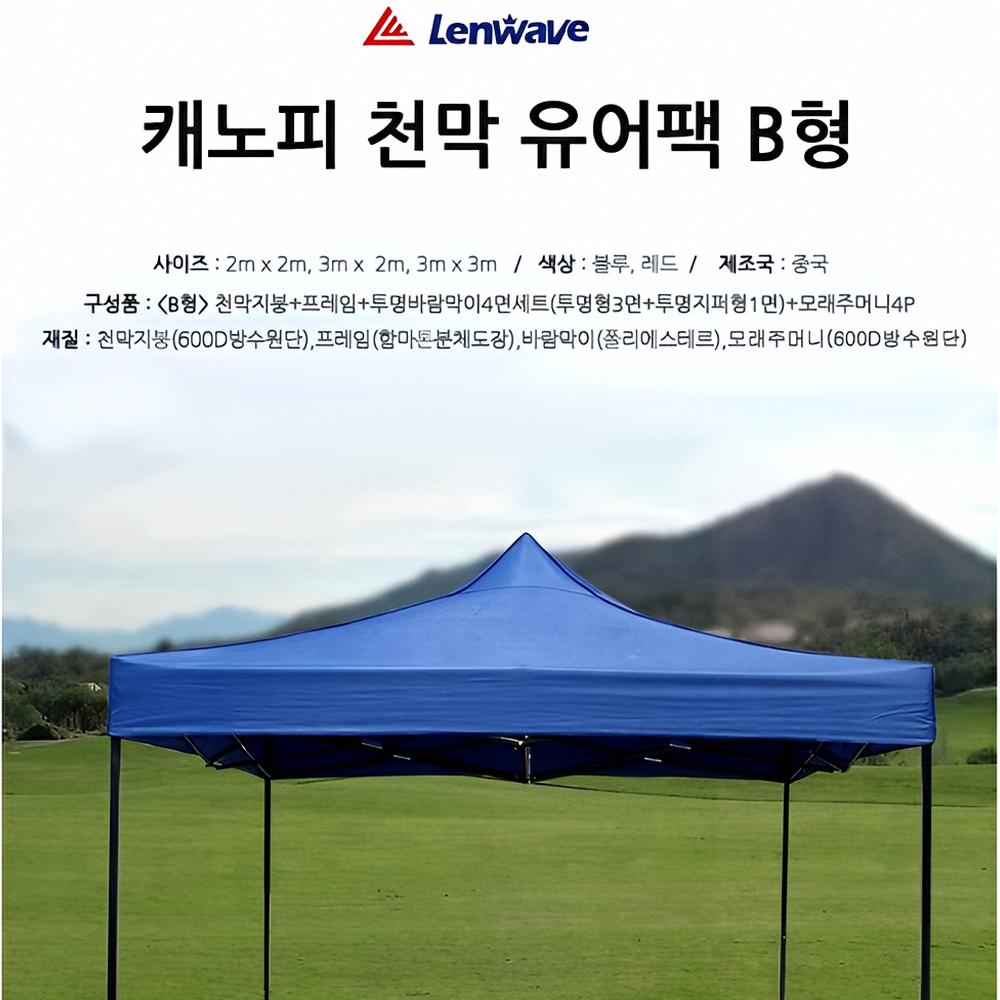 Lenwave
캐노피 천막 유어팩 B형
사이즈 : 2m x 2m, 3m x 2m, 3m x 3m / 색상 : 블루, 레드 / 제조국 : 중국
구성품 : 〈B형〉 천막지붕+프레임+투명바람막이4면세트(투명형3면+투명지퍼형1면)+모래주머니4P
재질 : 천막지붕(600D방수원단),프레임(함마톤분체도장),바람막이(폴리에스테르),모래주머니(600D방수원단)